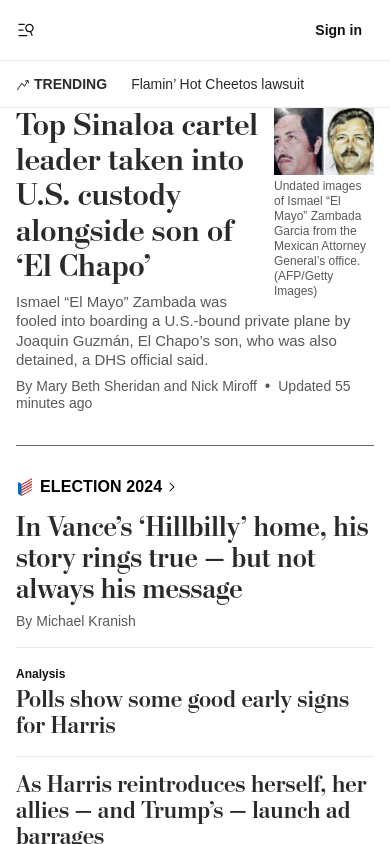 Sign in
TRENDING
Flamin’ Hot Cheetos lawsuit
Top Sinaloa cartel
leader taken into
U.S. custody
alongside son of
‘El Chapo’
Undated images
of Ismael “El
Mayo” Zambada
Garcia from the
Mexican Attorney
General’s office.
(AFP/Getty
Images)
Ismael “El Mayo” Zambada was
fooled into boarding a U.S.-bound private plane by
Joaquin Guzmán, El Chapo’s son, who was also
detained, a DHS official said.
By Mary Beth Sheridan and Nick Miroff • Updated 55
minutes ago
ELECTION 2024
In Vance’s ‘Hillbilly’ home, his
story rings true — but not
always his message
By Michael Kranish
Analysis
Polls show some good early signs
for Harris
As Harris reintroduces herself, her
allies — and Trump’s — launch ad
barrages